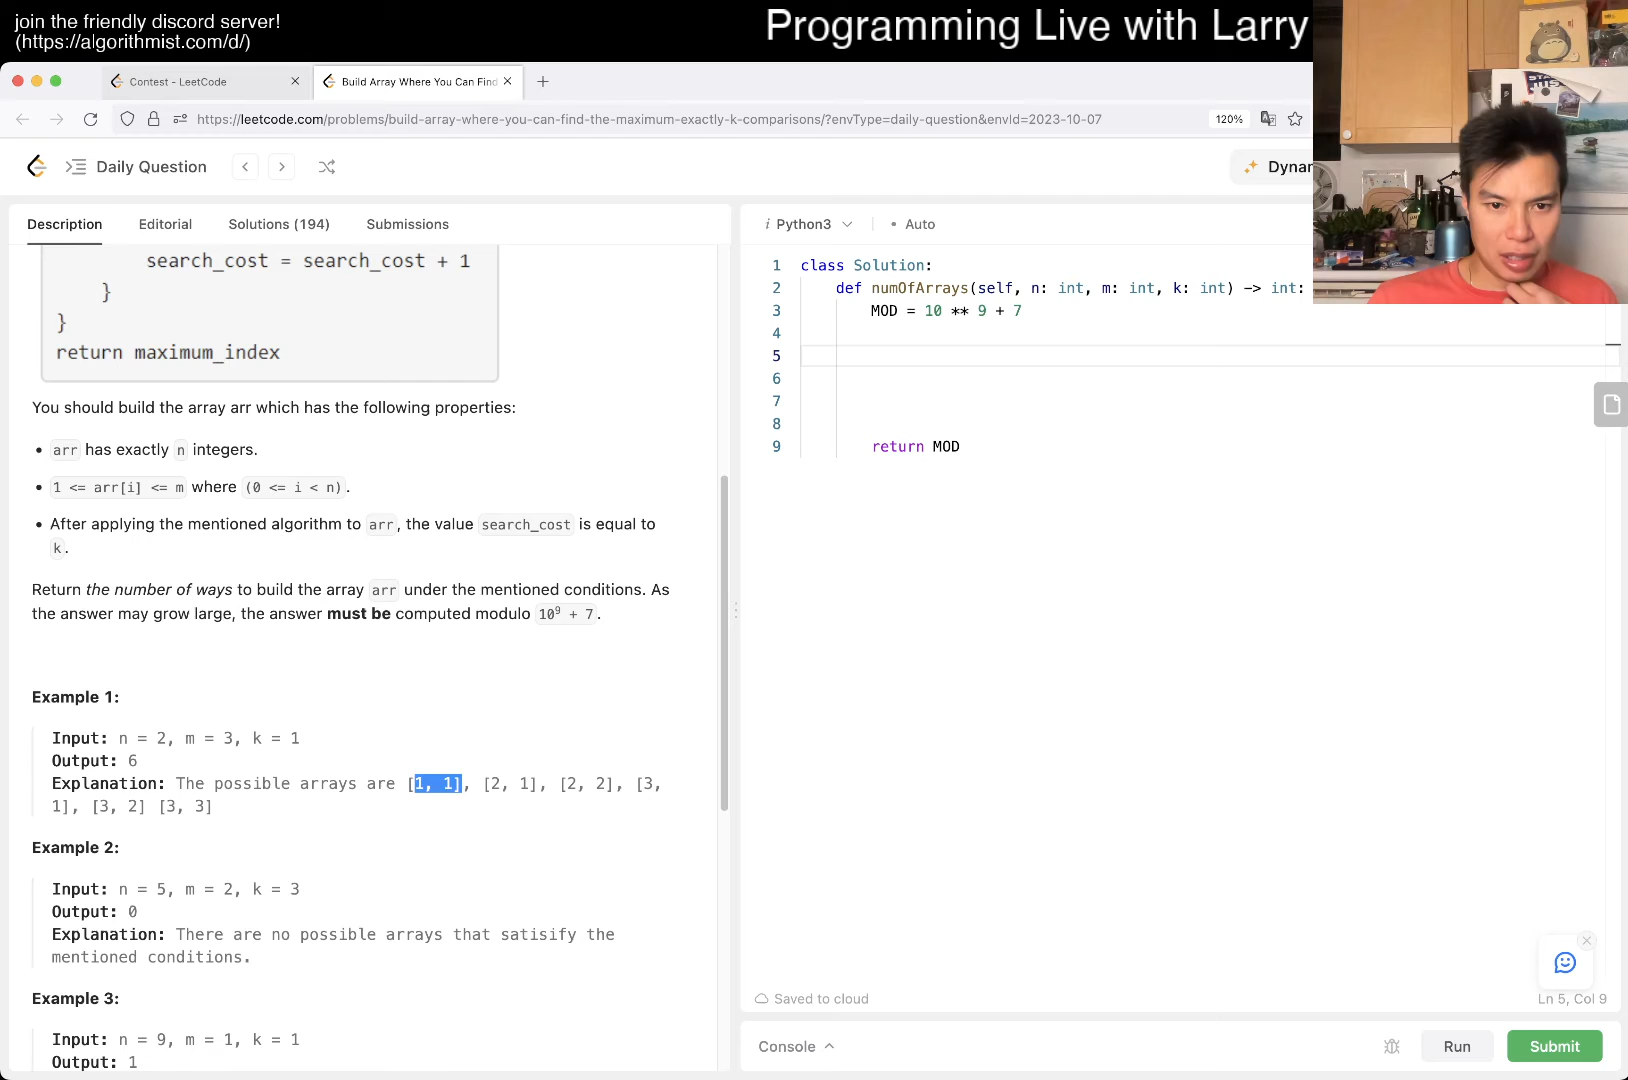 join the friendly discord server!
(https://algorithmist.com/d/)
Programming Live with Larry
Contest - LeetCode
Build Array Where You Can Find
https://leetcode.com/problems/build-array-where-you-can-find-the-maximum-exactly-k-comparisons/?envType=daily-question&envId=2023-10-07
120%
Daily Question
Dynar
Description
Editorial
Solutions (194)
Submissions
search_cost = search_cost + 1
}
}
return maximum_index
You should build the array arr which has the following properties:
• arr has exactly n integers.
• 1 <= arr[i] <= m where (0 <= i < n).
• After applying the mentioned algorithm to arr, the value search_cost is equal to
k.
Return the number of ways to build the array arr under the mentioned conditions. As
the answer may grow large, the answer must be computed modulo 10⁹ + 7.
Example 1:
Input: n = 2, m = 3, k = 1
Output: 6
Explanation: The possible arrays are [1, 1], [2, 1], [2, 2], [3,
1], [3, 2] [3, 3]
Example 2:
Input: n = 5, m = 2, k = 3
Output: 0
Explanation: There are no possible arrays that satisify the
mentioned conditions.
Example 3:
Input: n = 9, m = 1, k = 1
Output: 1
i Python3
• Auto
1 class Solution:
2 def numOfArrays(self, n: int, m: int, k: int) -> int:
3 MOD = 10 ** 9 + 7
4
5
6
7
8
9 return MOD
Saved to cloud
Ln 5, Col 9
Console
Run
Submit